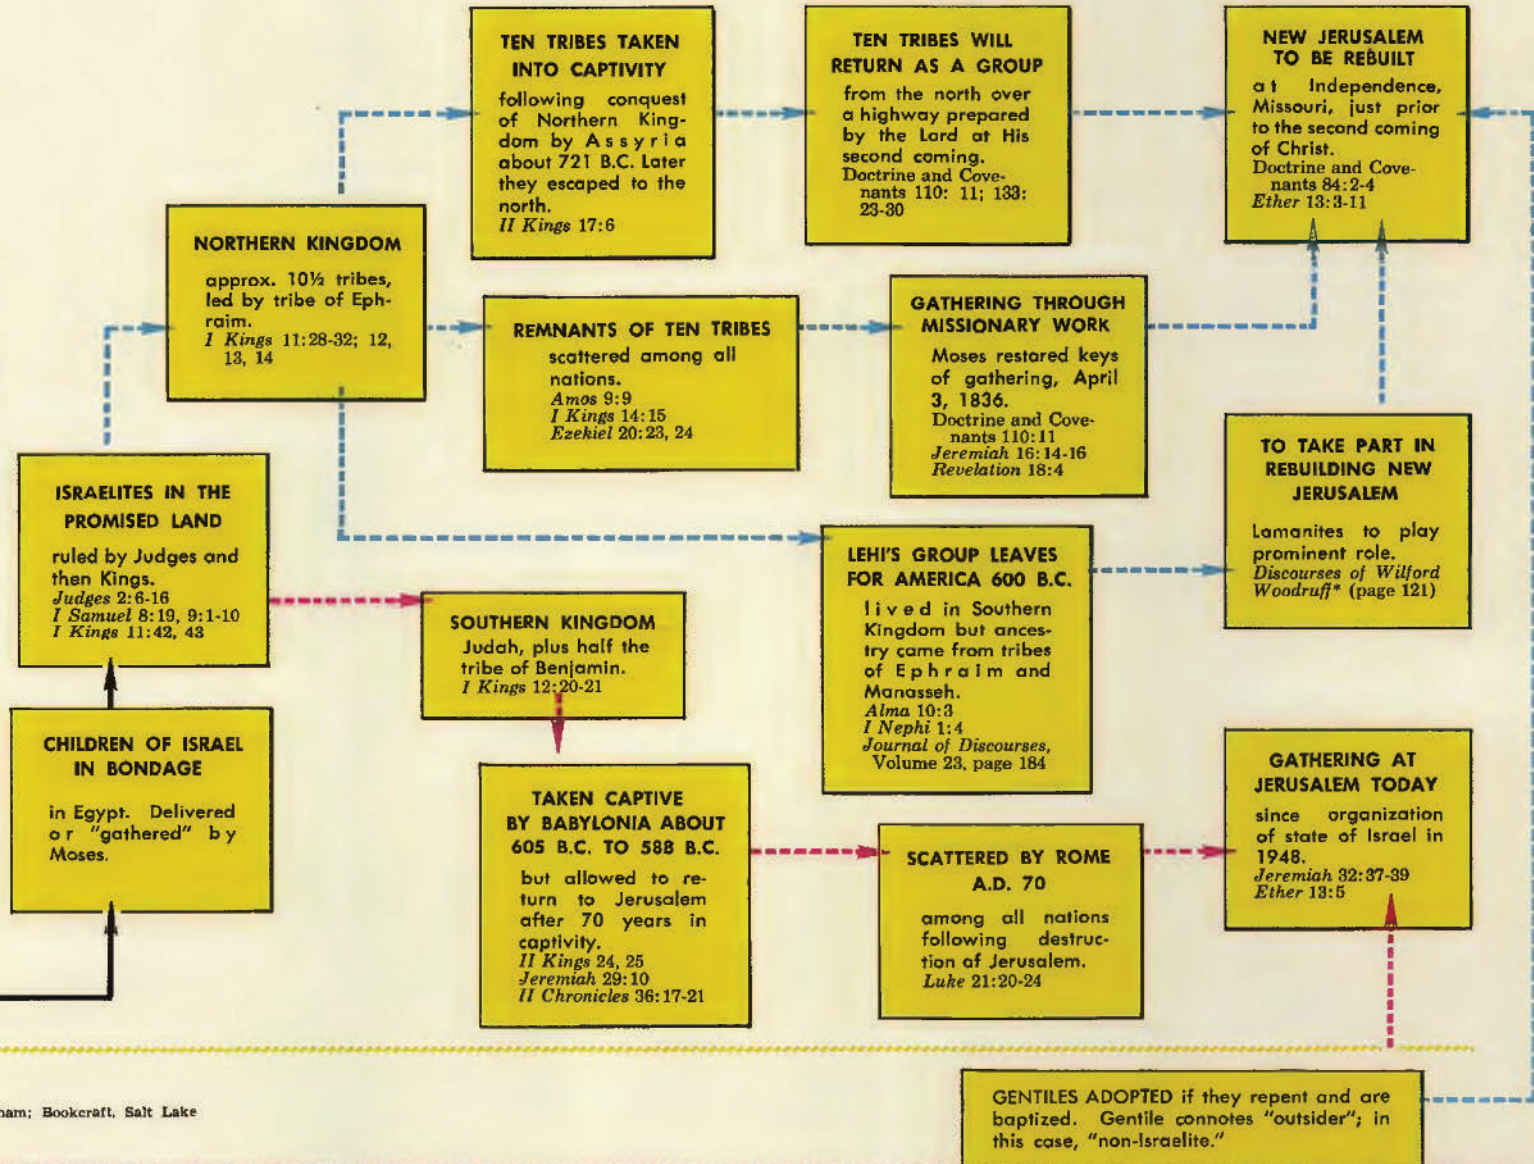 TEN TRIBES TAKEN
INTO CAPTIVITY
following conquest
of Northern King-
dom by Assyria
about 721 B.C. Later
they escaped to the
north.
II Kings 17:6
TEN TRIBES WILL
RETURN AS A GROUP
from the north over
a highway prepared
by the Lord at His
second coming.
Doctrine and Cove-
nants 110: 11; 133:
23-30
NEW JERUSALEM
TO BE REBUILT
at Independence,
Missouri, just prior
to the second coming
of Christ.
Doctrine and Cove-
nants 84:2-4
Ether 13:3-11
NORTHERN KINGDOM
approx. 10½ tribes,
led by tribe of Eph-
raim.
I Kings 11:28-32; 12,
13, 14
REMNANTS OF TEN TRIBES
scattered among all
nations.
Amos 9:9
I Kings 14:15
Ezekiel 20:23, 24
GATHERING THROUGH
MISSIONARY WORK
Moses restored keys
of gathering, April
3, 1836.
Doctrine and Cove-
nants 110:11
Jeremiah 16:14-16
Revelation 18:4
TO TAKE PART IN
REBUILDING NEW
JERUSALEM
Lamanites to play
prominent role.
Discourses of Wilford
Woodruff* (page 121)
ISRAELITES IN THE
PROMISED LAND
ruled by Judges and
then Kings.
Judges 2:6-16
I Samuel 8:19, 9:1-10
I Kings 11:42, 43
LEHI'S GROUP LEAVES
FOR AMERICA 600 B.C.
lived in Southern
Kingdom but ances-
try came from tribes
of Ephraim and
Manasseh.
Alma 10:3
I Nephi 1:4
Journal of Discourses,
Volume 23, page 184
SOUTHERN KINGDOM
Judah, plus half the
tribe of Benjamin.
I Kings 12:20-21
CHILDREN OF ISRAEL
IN BONDAGE
in Egypt. Delivered
or "gathered" by
Moses.
TAKEN CAPTIVE
BY BABYLONIA ABOUT
605 B.C. TO 588 B.C.
but allowed to re-
turn to Jerusalem
after 70 years in
captivity.
II Kings 24, 25
Jeremiah 29:10
II Chronicles 36:17-21
SCATTERED BY ROME
A.D. 70
among all nations
following destruc-
tion of Jerusalem.
Luke 21:20-24
GATHERING AT
JERUSALEM TODAY
since organization
of state of Israel in
1948.
Jeremiah 32:37-39
Ether 13:5
ham; Bookcraft, Salt Lake
GENTILES ADOPTED if they repent and are
baptized. Gentile connotes "outsider"; in
this case, "non-Israelite."